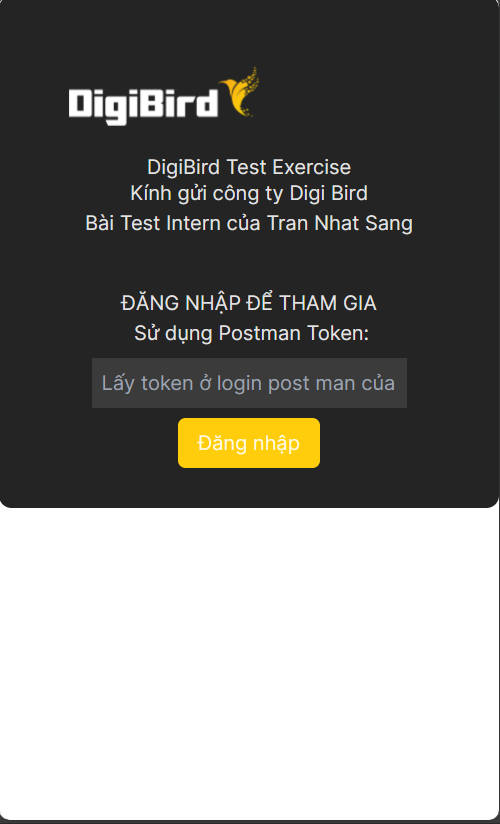 DigiBird
DigiBird Test Exercise
Kính gửi công ty Digi Bird
Bài Test Intern của Tran Nhat Sang
ĐĂNG NHẬP ĐỂ THAM GIA
Sử dụng Postman Token:
Lấy token ở login post man của
Đăng nhập